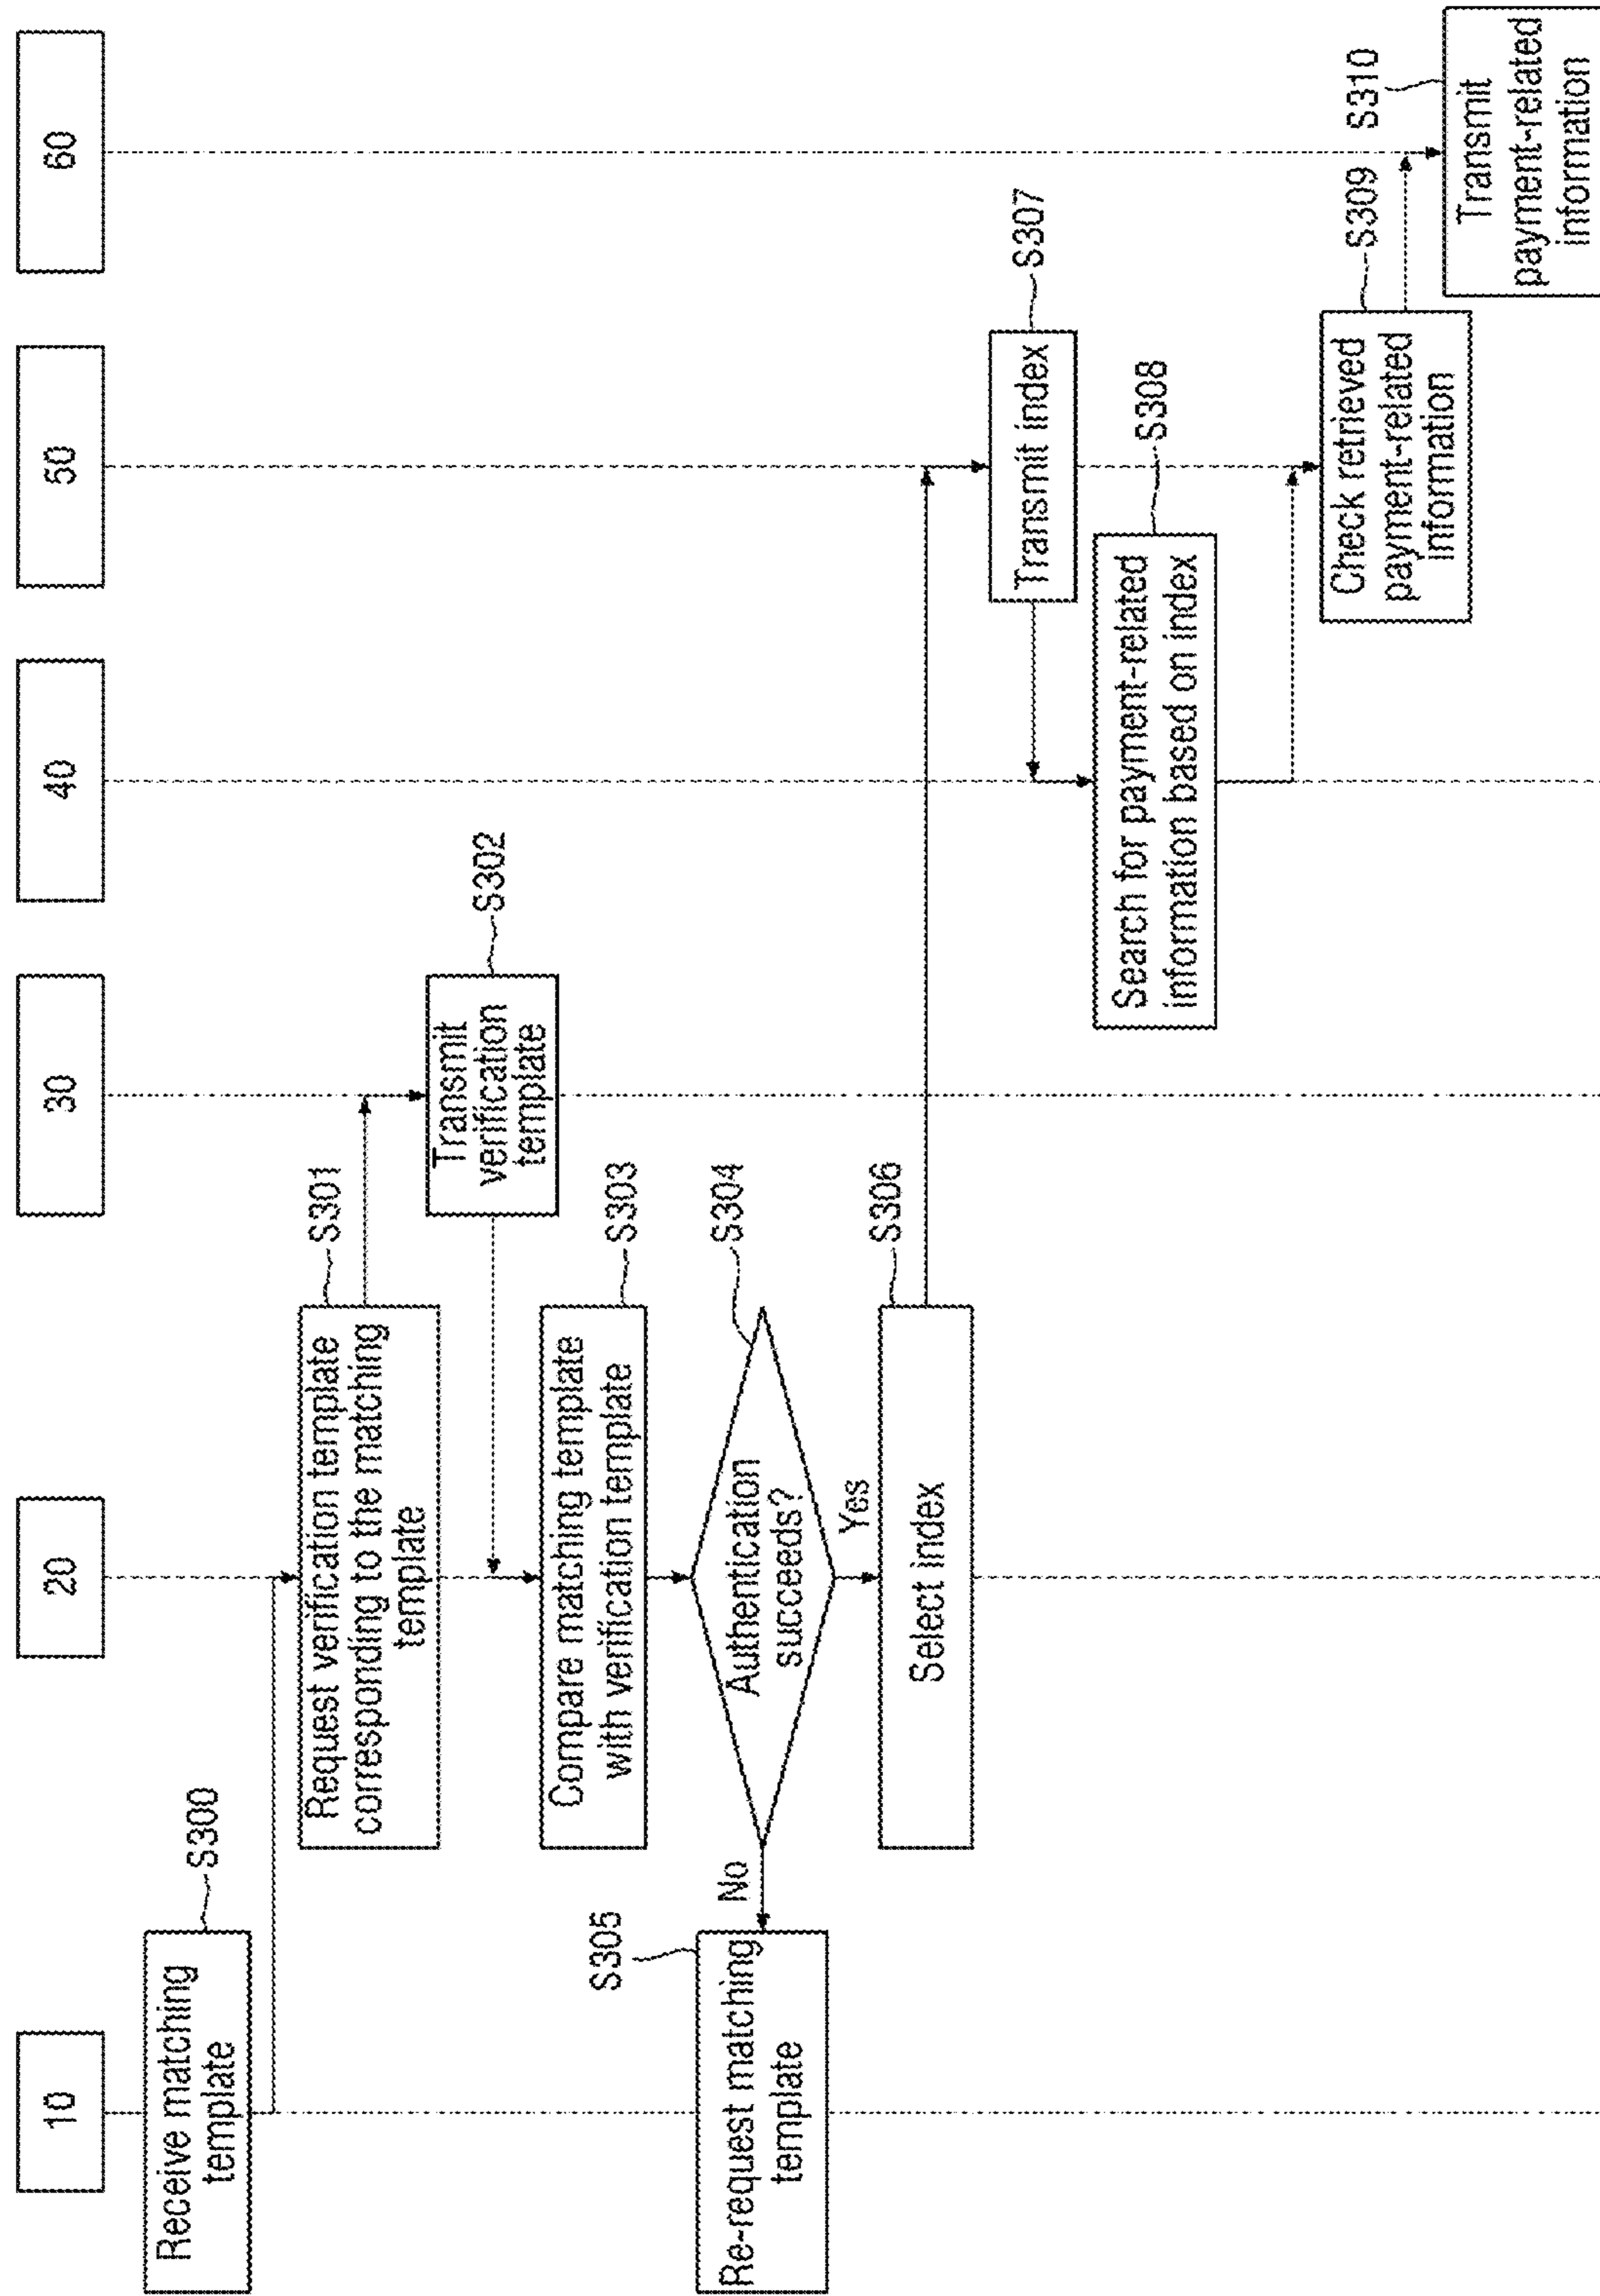 10
20
30
40
50
60
S300
Receive matching
template
S301
Request verification template
corresponding to the matching
template
S302
Transmit
verification
template
S303
Compare matching template
with verification template
S304
Authentication
succeeds?
No
Yes
S305
Re-request matching
template
S306
Select index
S307
Transmit index
S308
Search for payment-related
information based on index
S309
Check retrieved
payment-related
information
S310
Transmit
payment-related
information